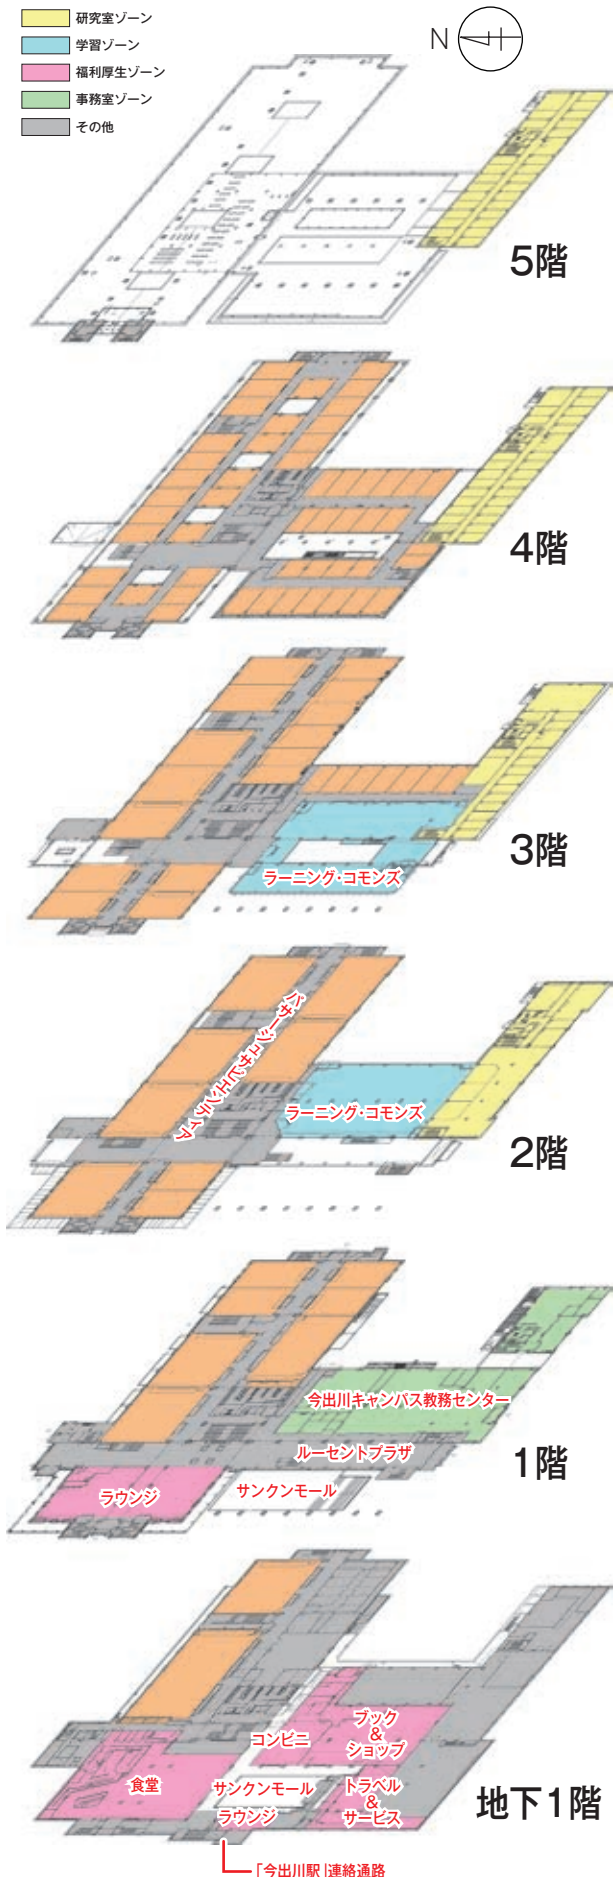 研究室ゾーン
学習ゾーン
福利厚生ゾーン
事務室ゾーン
その他
N
5階
4階
3階
ラーニング・コモンズ
2階
パサージュサピエンティア
ラーニング・コモンズ
1階
今出川キャンパス教務センター
ルーセントプラザ
サンクンモール
ラウンジ
地下1階
コンビニ
ブック
&
ショップ
食堂
サンクンモール
ラウンジ
トラベル
&
サービス
「今出川駅」連絡通路